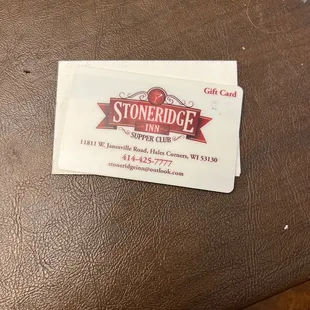 Gift Card
STONERIDGE
INN
SUPPER CLUB
11811 W. Janesville Road, Hales Corners, WI 53130
414-425-7777
stoneridgeinn@outlook.com